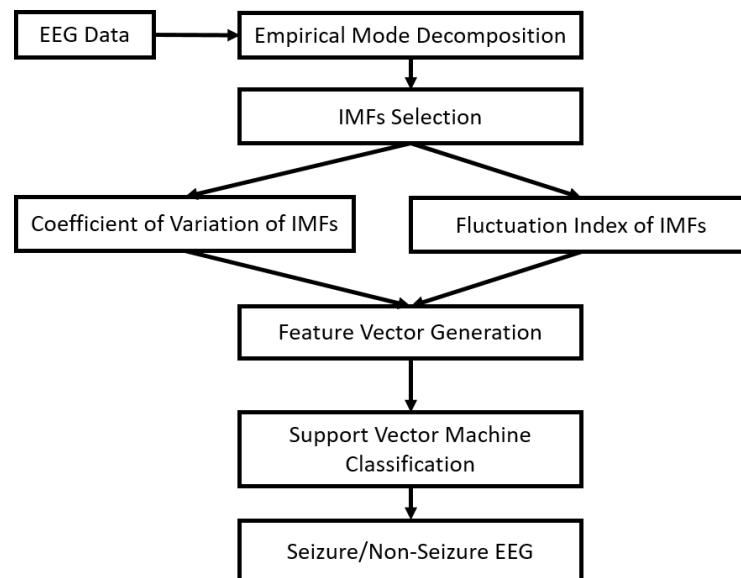 EEG Data
Empirical Mode Decomposition
IMFs Selection
Coefficient of Variation of IMFs
Fluctuation Index of IMFs
Feature Vector Generation
Support Vector Machine
Classification
Seizure/Non-Seizure EEG